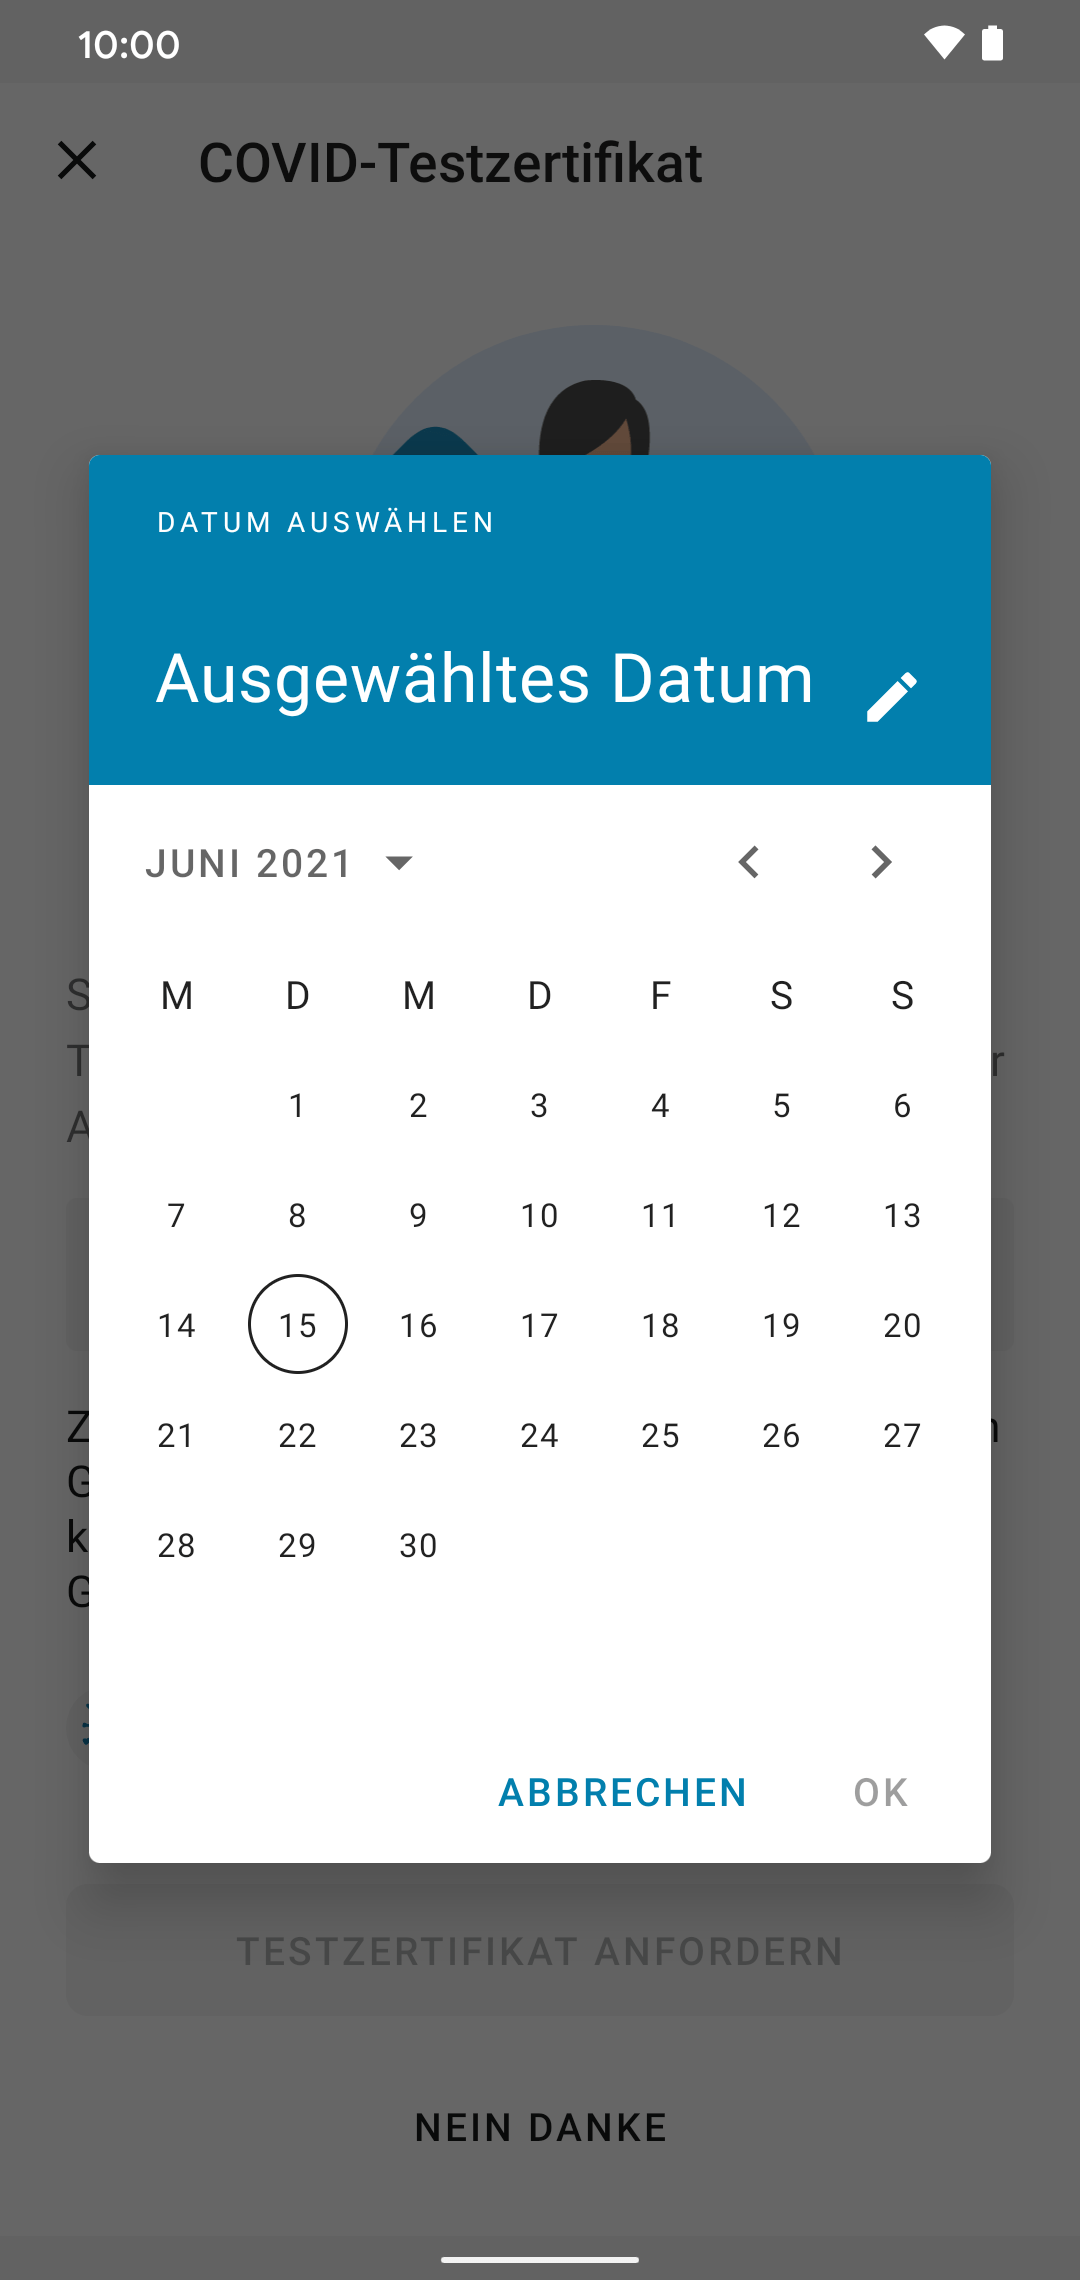 10:00
COVID-Testzertifikat
DATUM AUSWÄHLEN
Ausgewähltes Datum
JUNI 2021
M D M D F S S
1 2 3 4 5 6
7 8 9 10 11 12 13
14 15 16 17 18 19 20
21 22 23 24 25 26 27
28 29 30
ABBRECHEN OK
TESTZERTIFIKAT ANFORDERN
NEIN DANKE